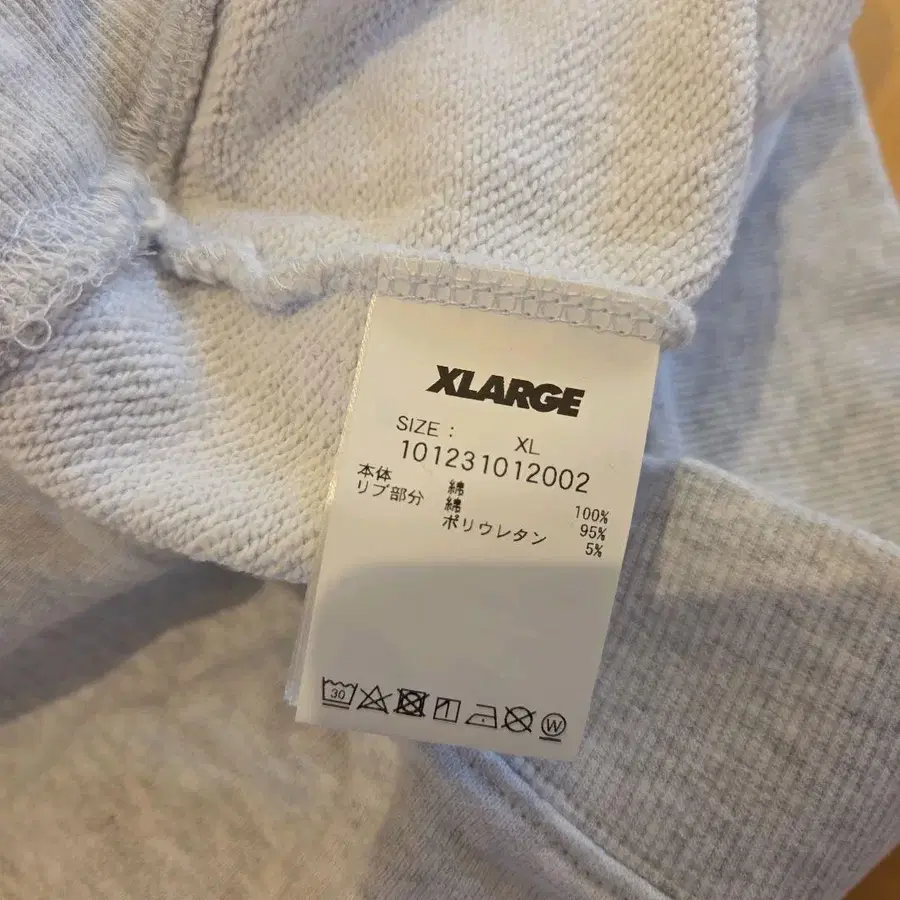 XLARGE
SIZE : XL
101231012002
本体 綿 100%
リブ部分 綿 95%
ポリウレタン 5%
30
W